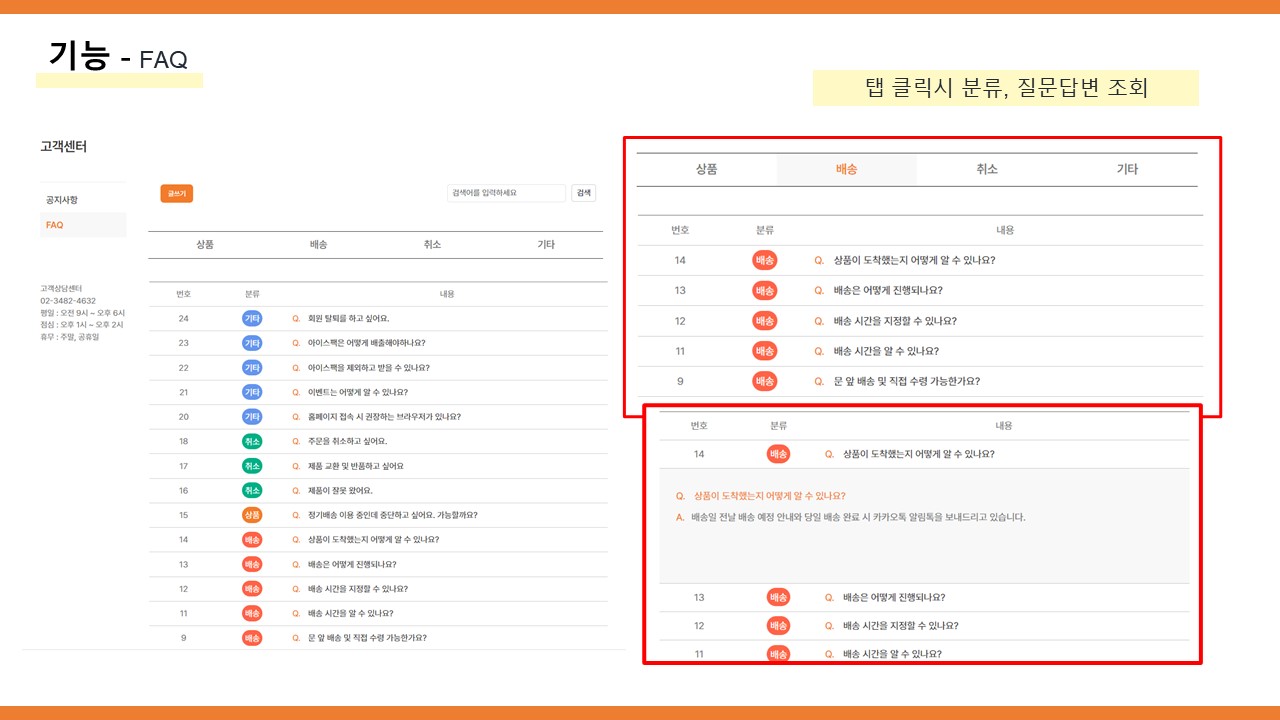 기능 - FAQ
탭 클릭시 분류, 질문답변 조회
고객센터
공지사항
FAQ
고객상담센터
02-3482-4632
평일 : 오전 9시 ~ 오후 6시
점심 : 오후 1시 ~ 오후 2시
휴무 : 주말, 공휴일
글쓰기 검색어를 입력하세요 검색
상품 배송 취소 기타
번호 분류 내용
24 기타 Q. 회원 탈퇴를 하고 싶어요.
23 기타 Q. 아이스팩은 어떻게 배출해야하나요?
22 기타 Q. 아이스팩을 제외하고 받을 수 있나요?
21 기타 Q. 이벤트는 어떻게 알 수 있나요?
20 기타 Q. 홈페이지 접속 시 권장하는 브라우져가 있나요?
18 취소 Q. 주문을 취소하고 싶어요.
17 취소 Q. 제품 교환 및 반품하고 싶어요
16 취소 Q. 제품이 잘못 왔어요.
15 상품 Q. 정기배송 이용 중인데 중단하고 싶어요. 가능할까요?
14 배송 Q. 상품이 도착했는지 어떻게 알 수 있나요?
13 배송 Q. 배송은 어떻게 진행되나요?
12 배송 Q. 배송 시간을 지정할 수 있나요?
11 배송 Q. 배송 시간을 알 수 있나요?
9 배송 Q. 문 앞 배송 및 직접 수령 가능한가요?
상품 배송 취소 기타
번호 분류 내용
14 배송 Q. 상품이 도착했는지 어떻게 알 수 있나요?
13 배송 Q. 배송은 어떻게 진행되나요?
12 배송 Q. 배송 시간을 지정할 수 있나요?
11 배송 Q. 배송 시간을 알 수 있나요?
9 배송 Q. 문 앞 배송 및 직접 수령 가능한가요?
번호 분류 내용
14 배송 Q. 상품이 도착했는지 어떻게 알 수 있나요?
Q. 상품이 도착했는지 어떻게 알 수 있나요?
A. 배송일 전날 배송 예정 안내와 당일 배송 완료 시 카카오톡 알림톡을 보내드리고 있습니다.
13 배송 Q. 배송은 어떻게 진행되나요?
12 배송 Q. 배송 시간을 지정할 수 있나요?
11 배송 Q. 배송 시간을 알 수 있나요?